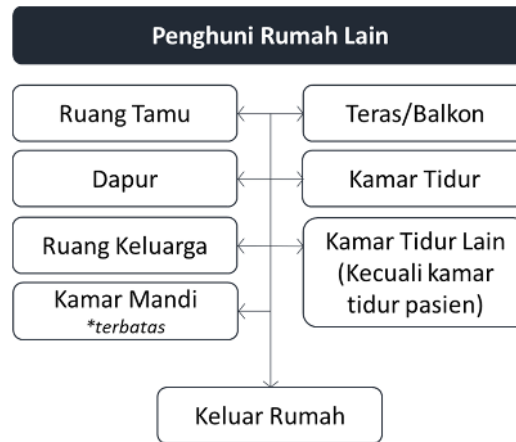 Penghuni Rumah Lain
Ruang Tamu
Teras/Balkon
Dapur
Kamar Tidur
Ruang Keluarga
Kamar Tidur Lain
(Kecuali kamar
tidur pasien)
Kamar Mandi
*terbatas
Keluar Rumah